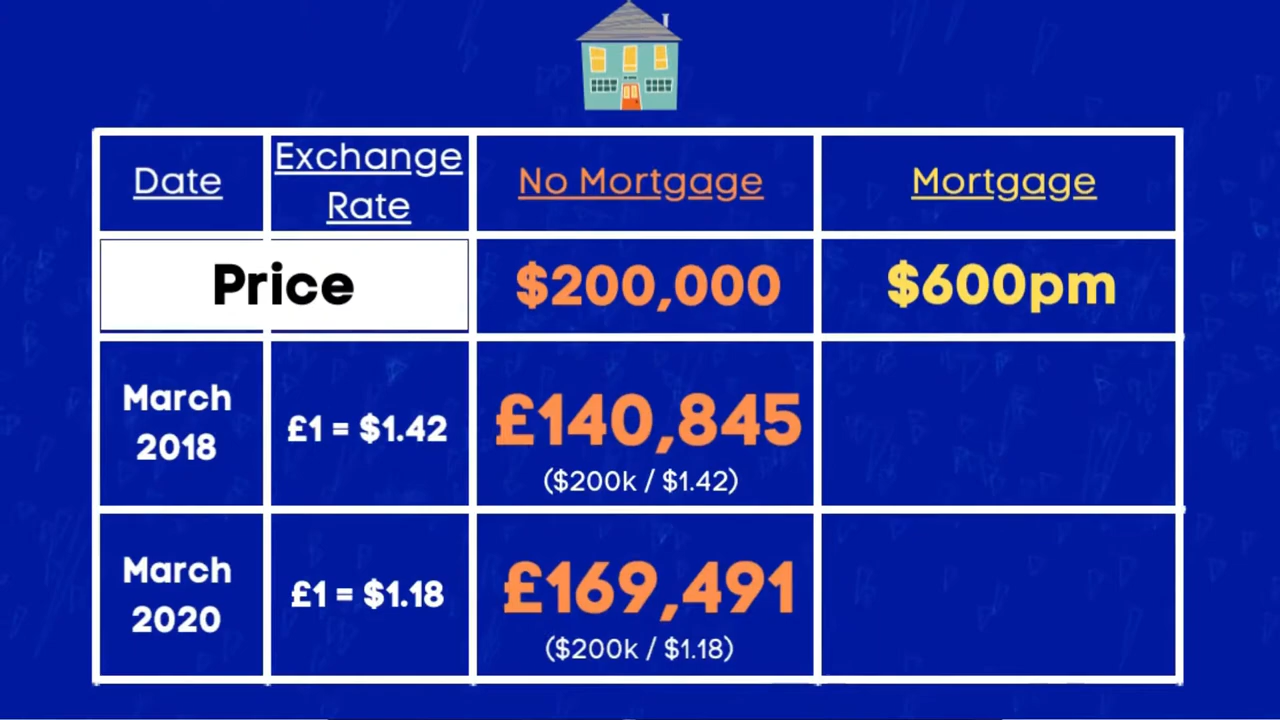 Date
Exchange
Rate
No Mortgage
Mortgage
Price
$200,000
$600pm
March
2018
£1 = $1.42
£140,845
($200k / $1.42)
March
2020
£1 = $1.18
£169,491
($200k / $1.18)